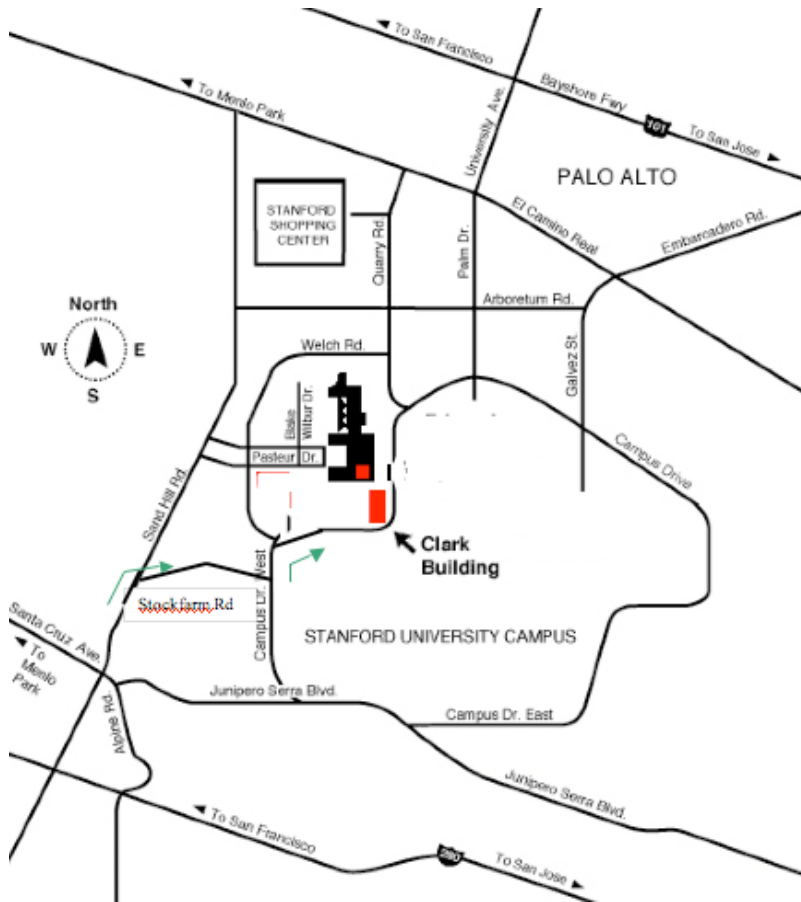 To San Francisco
Bayshore Fwy
101
To San Jose
To Menlo Park
University Ave.
PALO ALTO
STANFORD
SHOPPING
CENTER
Quarry Rd.
Palm Dr.
El Camino Real
Embarcadero Rd.
Arboretum Rd.
North
W
E
S
Welch Rd.
Galvez St.
Blake
Wilbur Dr.
Pasteur Dr.
Campus Drive
Sand Hill Rd.
Clark
Building
Campus Dr. West
Stockfarm Rd
Santa Cruz Ave.
STANFORD UNIVERSITY CAMPUS
To
Menlo
Park
Junipero Serra Blvd.
Alpine Rd.
Campus Dr. East
Junipero Serra Blvd.
To San Francisco
280
To San Jose